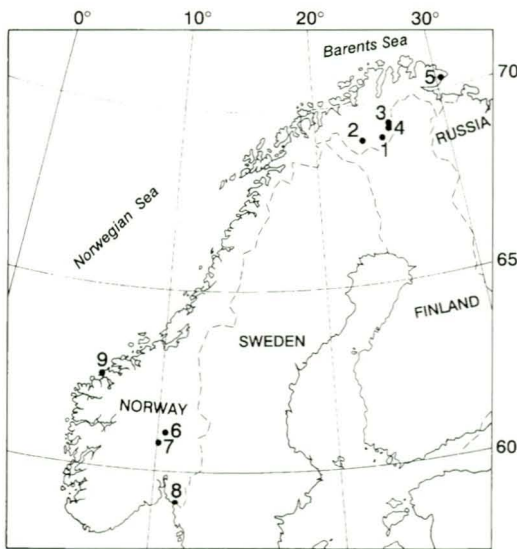 0° 10° 20° 30°
Barents Sea
70
5
3
4
2
1
RUSSIA
Norwegian Sea
65
FINLAND
SWEDEN
9
NORWAY
6
7
60
8